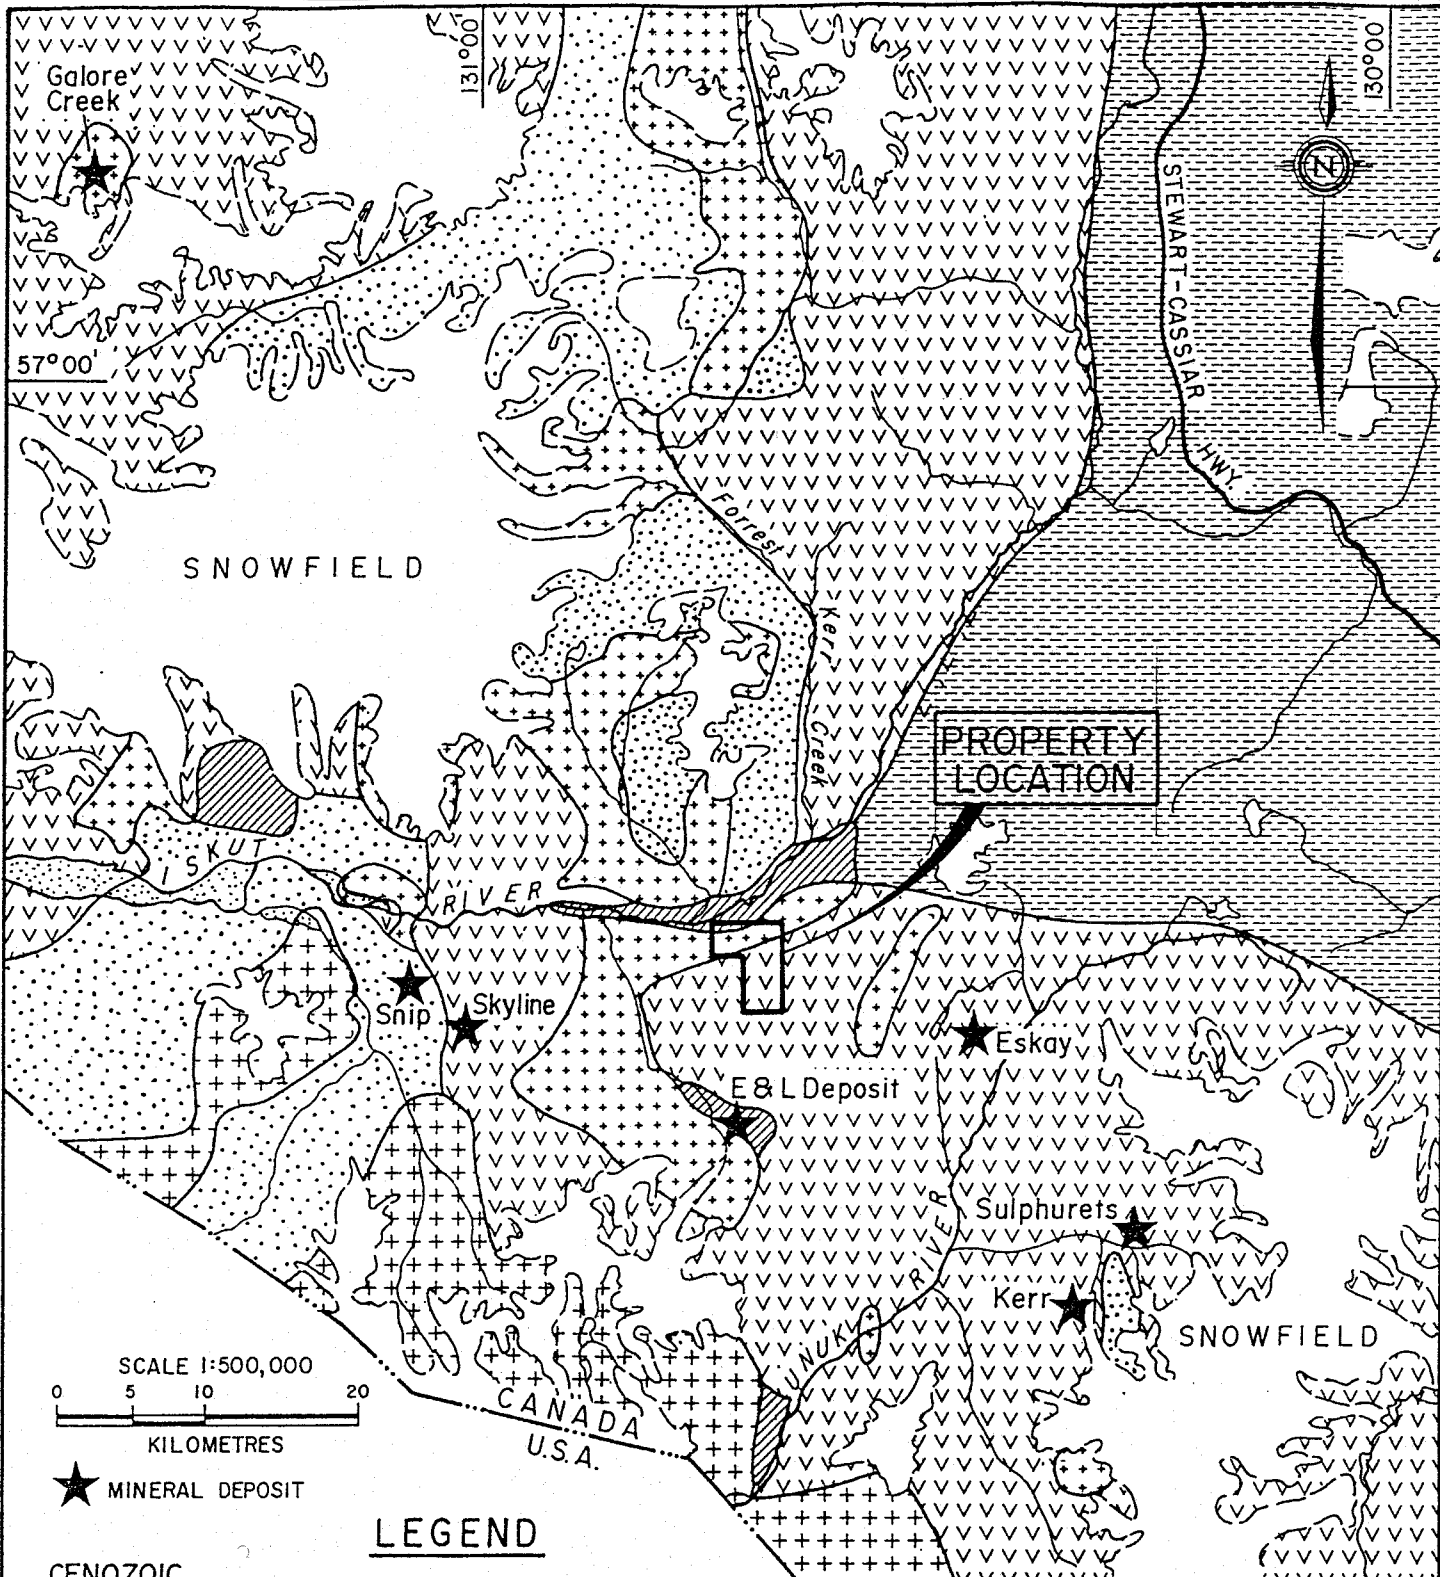 131°00'
130°00'
Galore
Creek
N
STEWART-CASSIAR
HWY.
57°00'
Forrest
SNOWFIELD
Kerr
Creek
PROPERTY
LOCATION
ISKUT
RIVER
Snip
Skyline
Eskay
E & L Deposit
Sulphurets
UNUK
RIVER
Kerr
SNOWFIELD
SCALE 1:500,000
0 5 10 20
KILOMETRES
CANADA
U.S.A.
MINERAL DEPOSIT
LEGEND
CENOZOIC